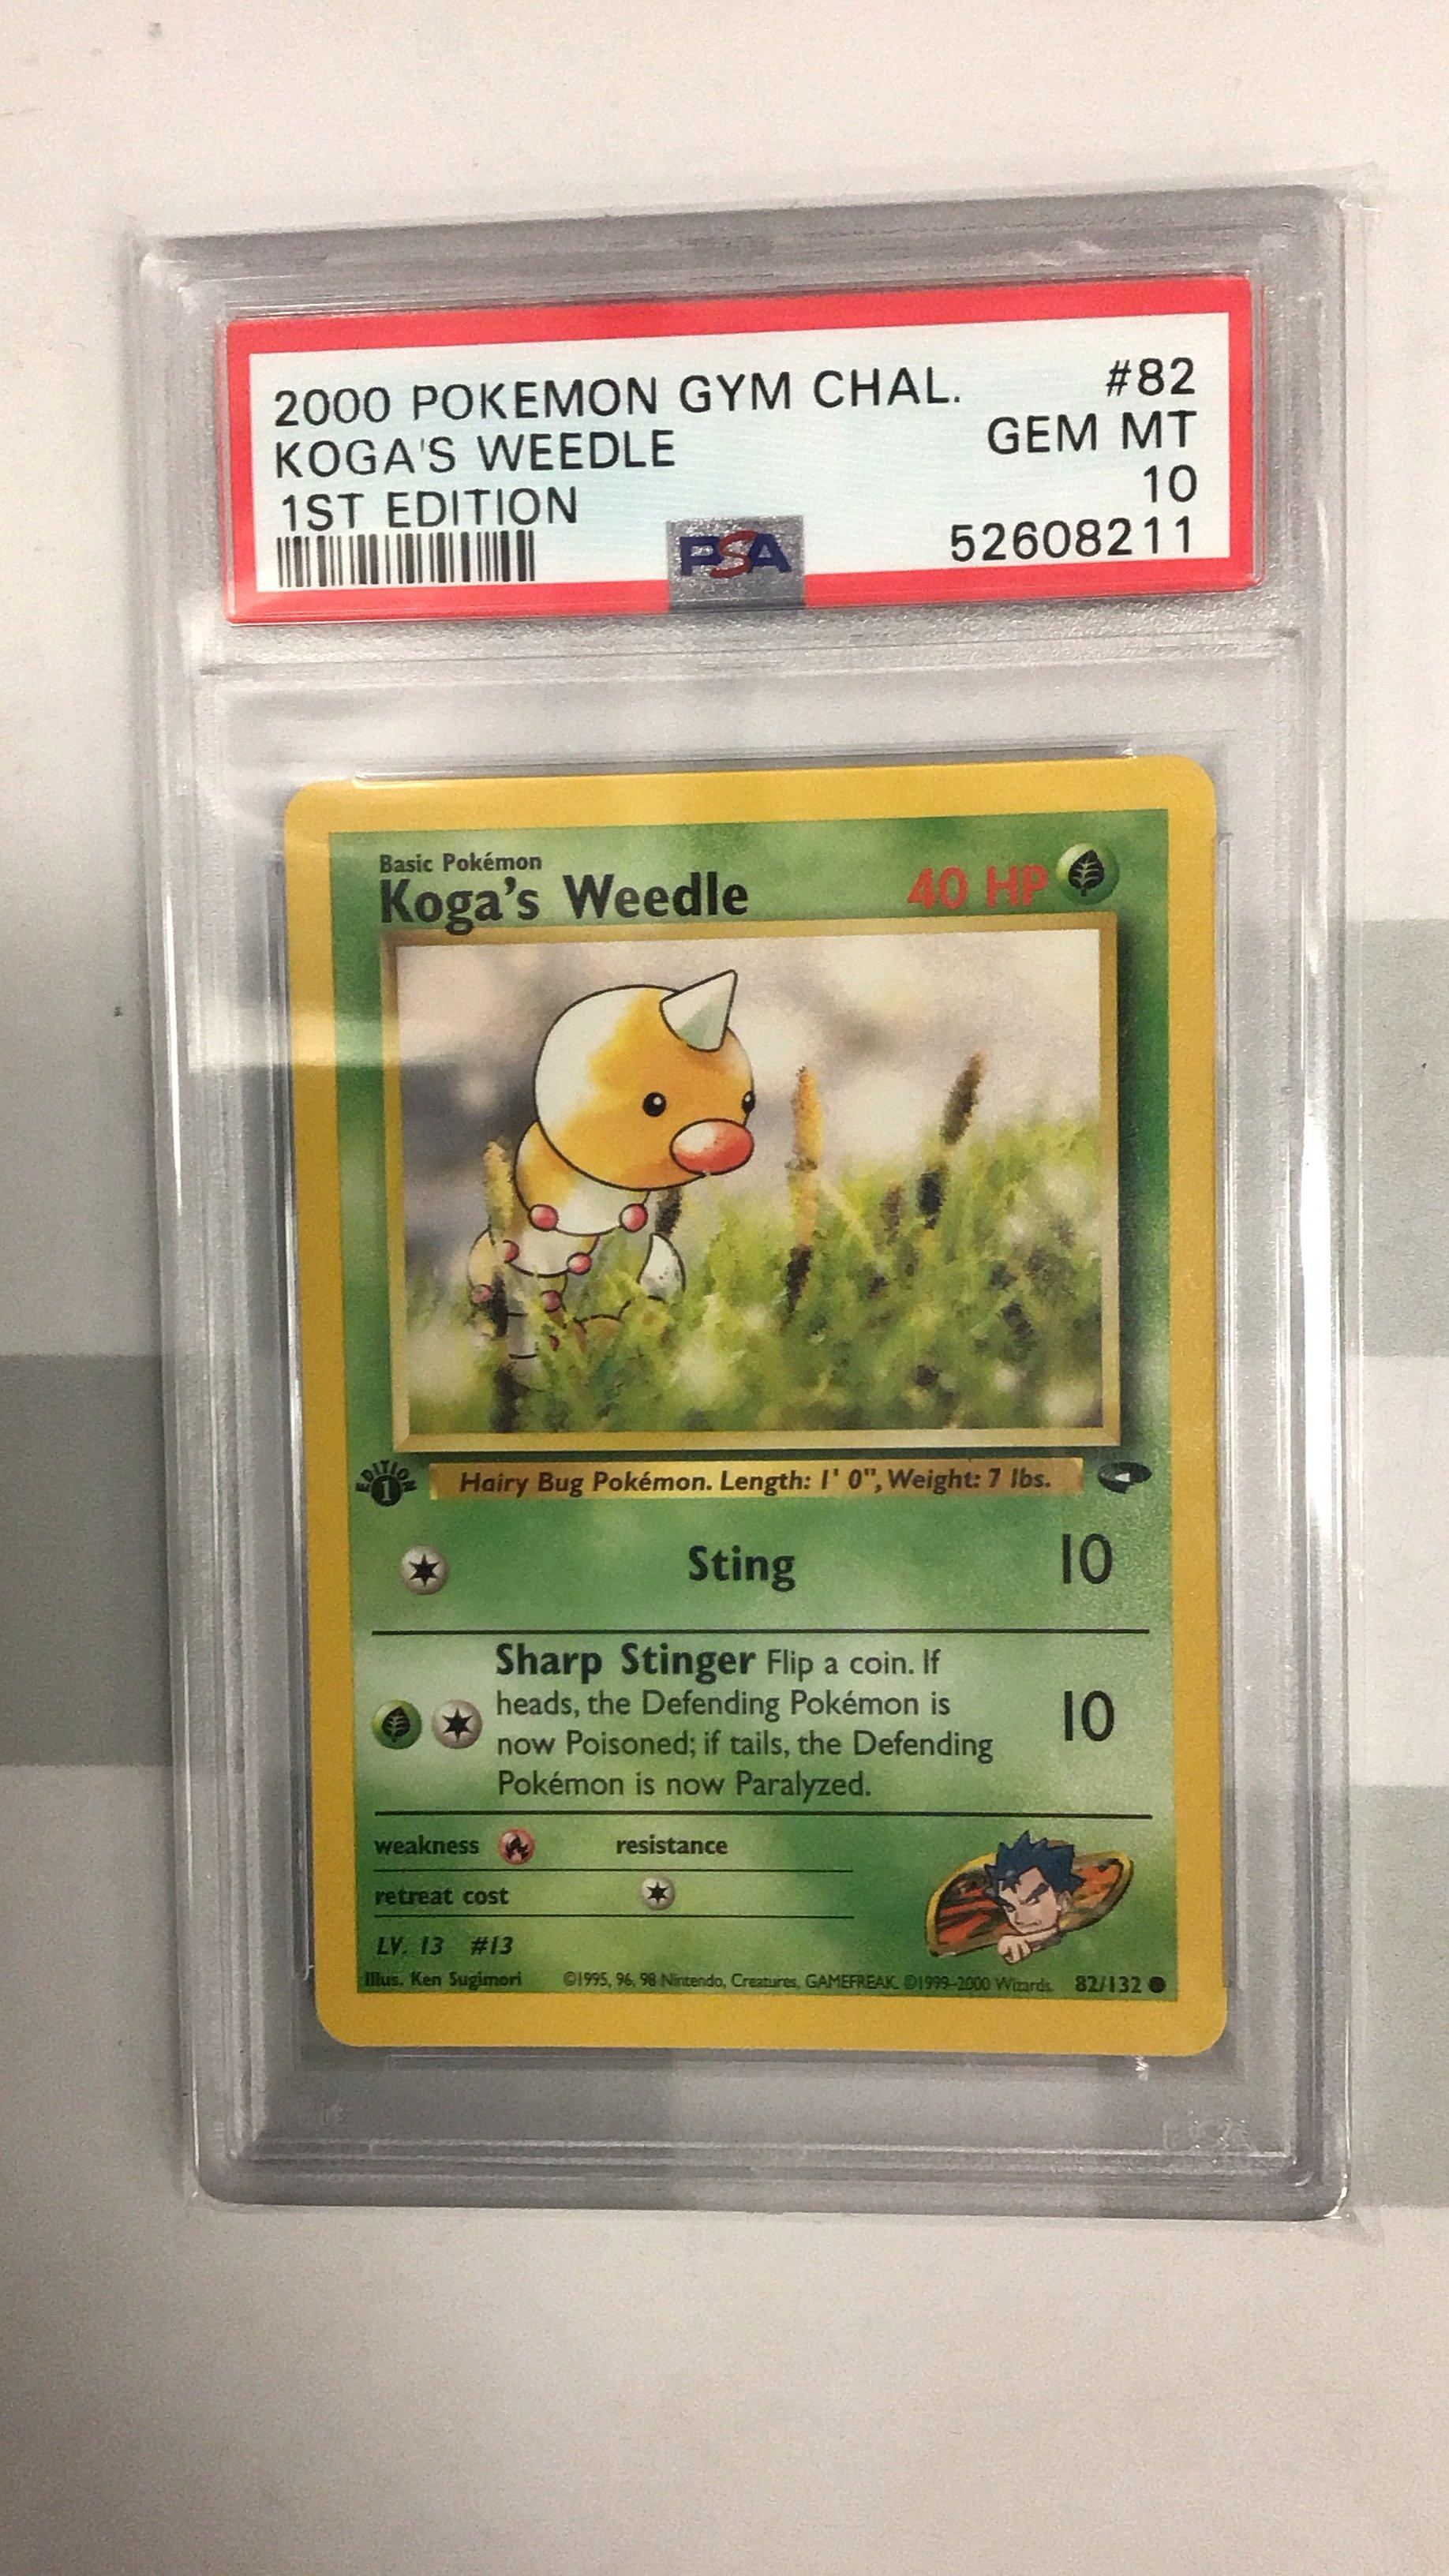 2000 POKEMON GYM CHAL. #82
KOGA'S WEEDLE GEM MT
1ST EDITION 10
PSA 52608211
Basic Pokémon
Koga's Weedle 40 HP
EDITION 1
Hairy Bug Pokémon. Length: 1' 0", Weight: 7 lbs.
Sting 10
Sharp Stinger Flip a coin. If
heads, the Defending Pokémon is
now Poisoned; if tails, the Defending
Pokémon is now Paralyzed.
10
weakness resistance
retreat cost
LV. 13 #13
Illus. Ken Sugimori ©1995, 96, 98 Nintendo, Creatures, GAMEFREAK. ©1999-2000 Wizards. 82/132
PSA